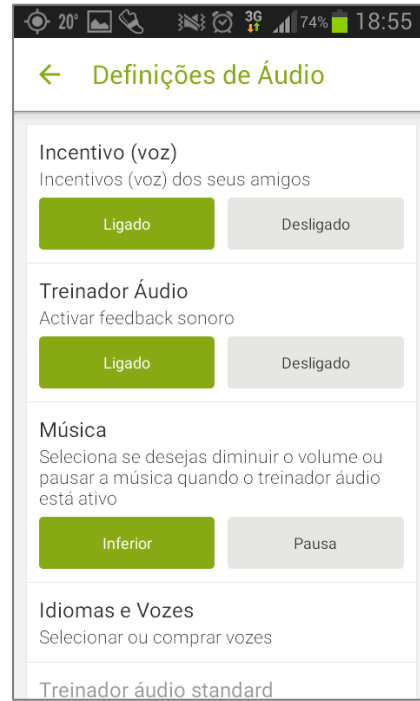 20° 3G 74% 18:55
Definições de Áudio
Incentivo (voz)
Incentivos (voz) dos seus amigos
Ligado Desligado
Treinador Áudio
Activar feedback sonoro
Ligado Desligado
Música
Seleciona se desejas diminuir o volume ou
pausar a música quando o treinador áudio
está ativo
Inferior Pausa
Idiomas e Vozes
Selecionar ou comprar vozes
Treinador áudio standard